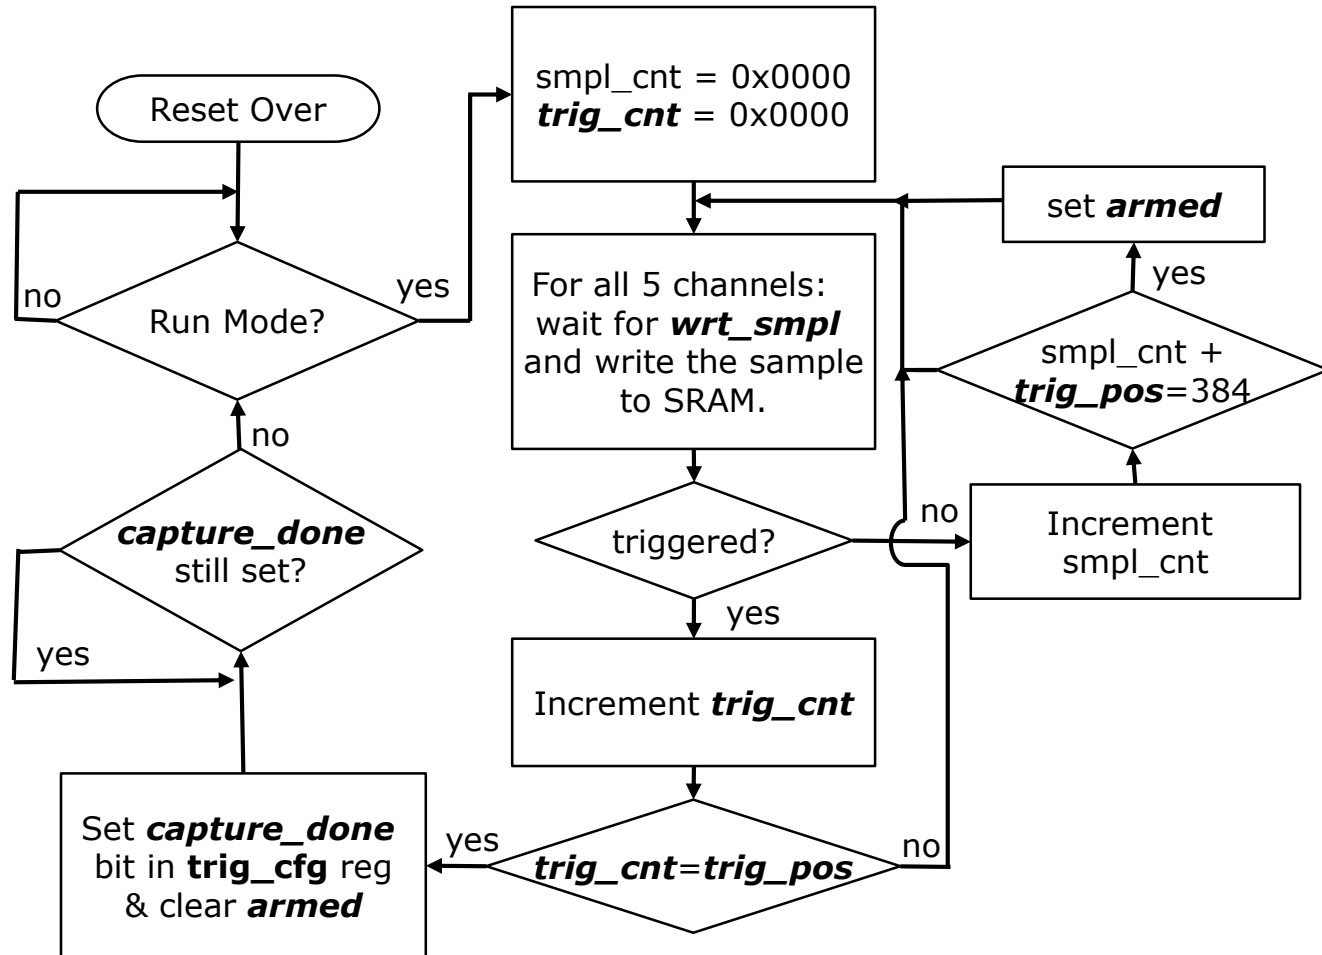 Reset Over
no
Run Mode?
yes
smpl_cnt = 0x0000
trig_cnt = 0x0000
For all 5 channels:
wait for wrt_smpl
and write the sample
to SRAM.
set armed
yes
smpl_cnt +
trig_pos=384
triggered?
no
Increment
smpl_cnt
yes
Increment trig_cnt
trig_cnt=trig_pos
no
yes
Set capture_done
bit in trig_cfg reg
& clear armed
capture_done
still set?
yes
no